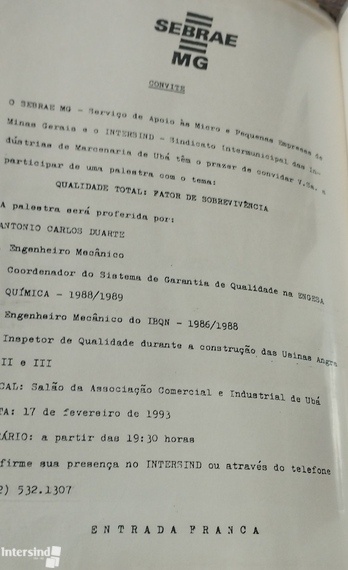 SEBRAE
MG
CONVITE
O SEBRAE MG - Serviço de Apoio às Micro e Pequenas Empresas de
Minas Gerais e o INTERSIND - Sindicato Intermunicipal das In-
dústrias de Marcenaria de Ubá têm o prazer de convidar V.Sa. a
participar de uma palestra com o tema:
QUALIDADE TOTAL: FATOR DE SOBREVIVÊNCIA
A palestra será proferida por:
ANTONIO CARLOS DUARTE
Engenheiro Mecânico
Coordenador do Sistema de Garantia de Qualidade na ENGESA
QUÍMICA - 1988/1989
Engenheiro Mecânico do IBQN - 1986/1988
Inspetor de Qualidade durante a construção das Usinas Angra
II e III
CAL: Salão da Associação Comercial e Industrial de Ubá
TA: 17 de fevereiro de 1993
ÁRIO: a partir das 19:30 horas
firme sua presença no INTERSIND ou através do telefone
2) 532.1307
ENTRADA FRANCA
Intersind